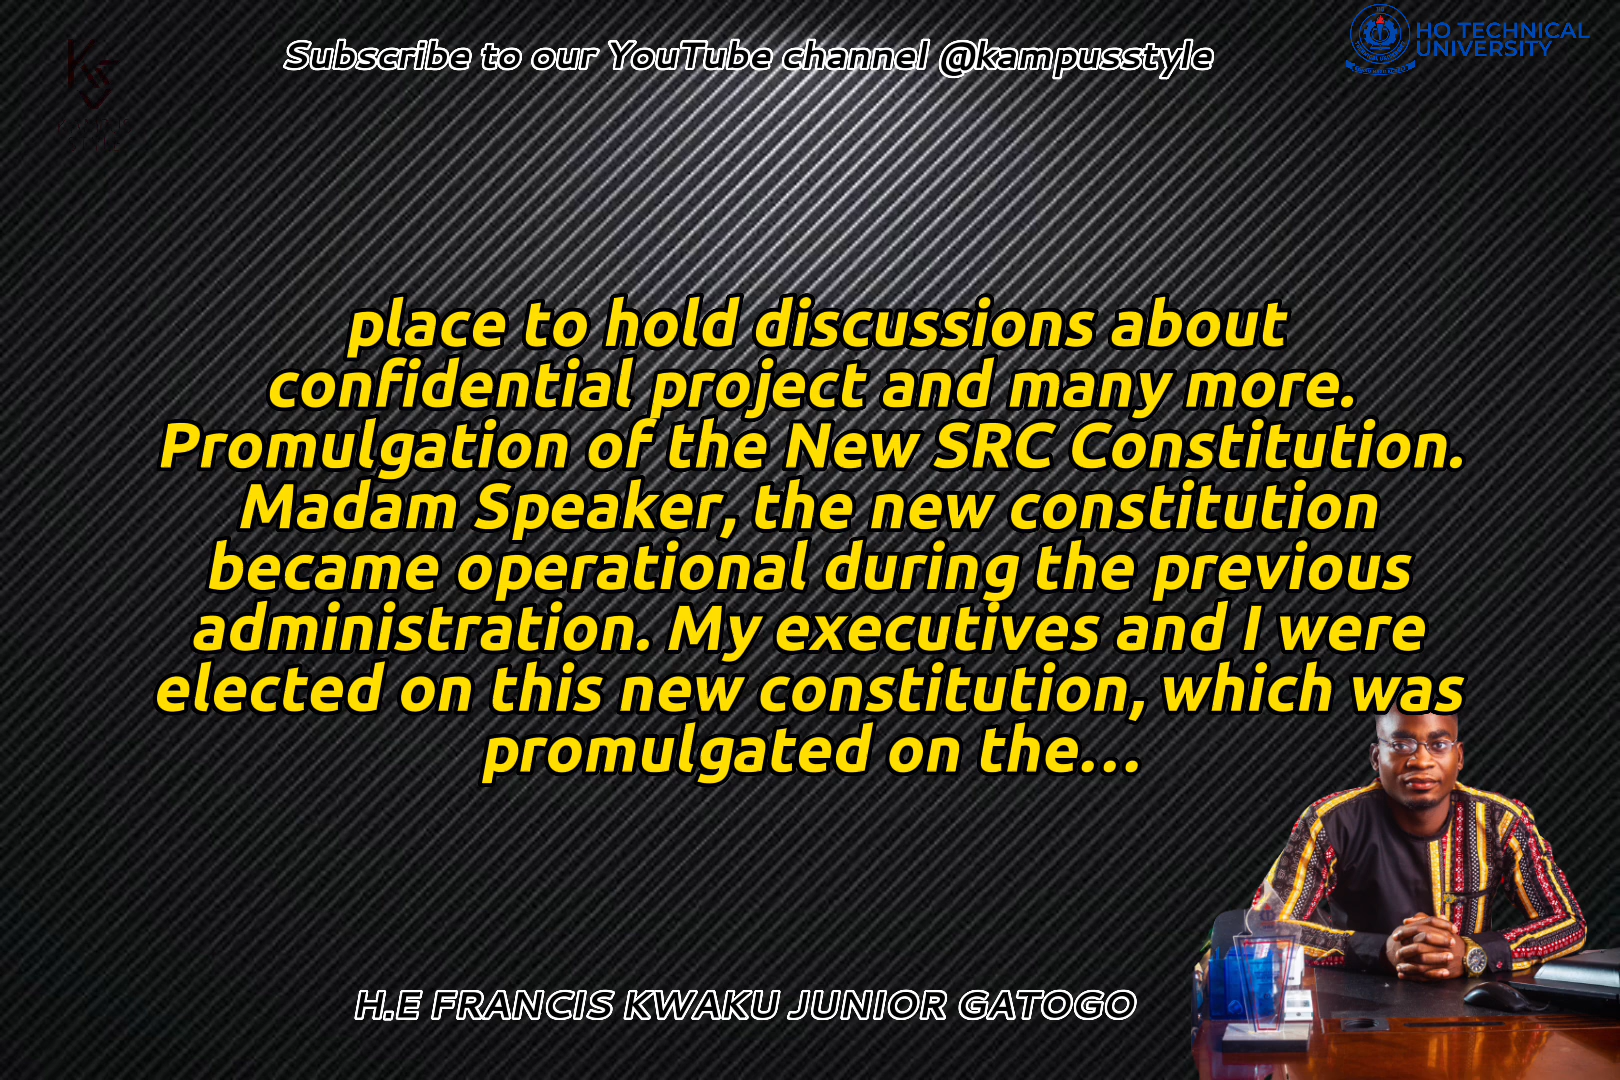 Subscribe to our YouTube channel @kampusstyle
HO TECHNICAL
UNIVERSITY
place to hold discussions about
confidential project and many more.
Promulgation of the New SRC Constitution.
Madam Speaker, the new constitution
became operational during the previous
administration. My executives and I were
elected on this new constitution, which was
promulgated on the...
H.E FRANCIS KWAKU JUNIOR GATOGO